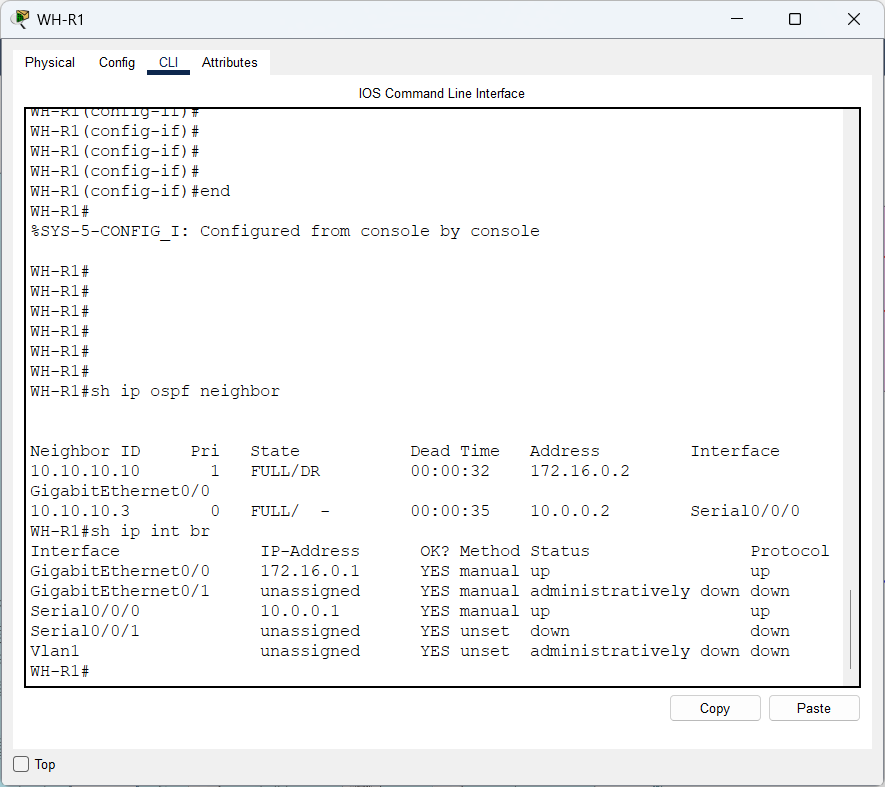 WH-R1
Physical Config CLI Attributes
IOS Command Line Interface
WH-R1(config-if)#
WH-R1(config-if)#
WH-R1(config-if)#
WH-R1(config-if)#
WH-R1(config-if)#end
WH-R1#
%SYS-5-CONFIG_I: Configured from console by console
WH-R1#
WH-R1#
WH-R1#
WH-R1#
WH-R1#
WH-R1#
WH-R1#sh ip ospf neighbor
Neighbor ID     Pri   State           Dead Time   Address         Interface
10.10.10.10       1   FULL/DR         00:00:32    172.16.0.2
GigabitEthernet0/0
10.10.10.3        0   FULL/  -        00:00:35    10.0.0.2        Serial0/0/0
WH-R1#sh ip int br
Interface              IP-Address      OK? Method Status                Protocol
GigabitEthernet0/0     172.16.0.1      YES manual up                    up
GigabitEthernet0/1     unassigned      YES manual administratively down down
Serial0/0/0            10.0.0.1        YES manual up                    up
Serial0/0/1            unassigned      YES unset  down                  down
Vlan1                  unassigned      YES unset  administratively down down
WH-R1#
Copy Paste
Top